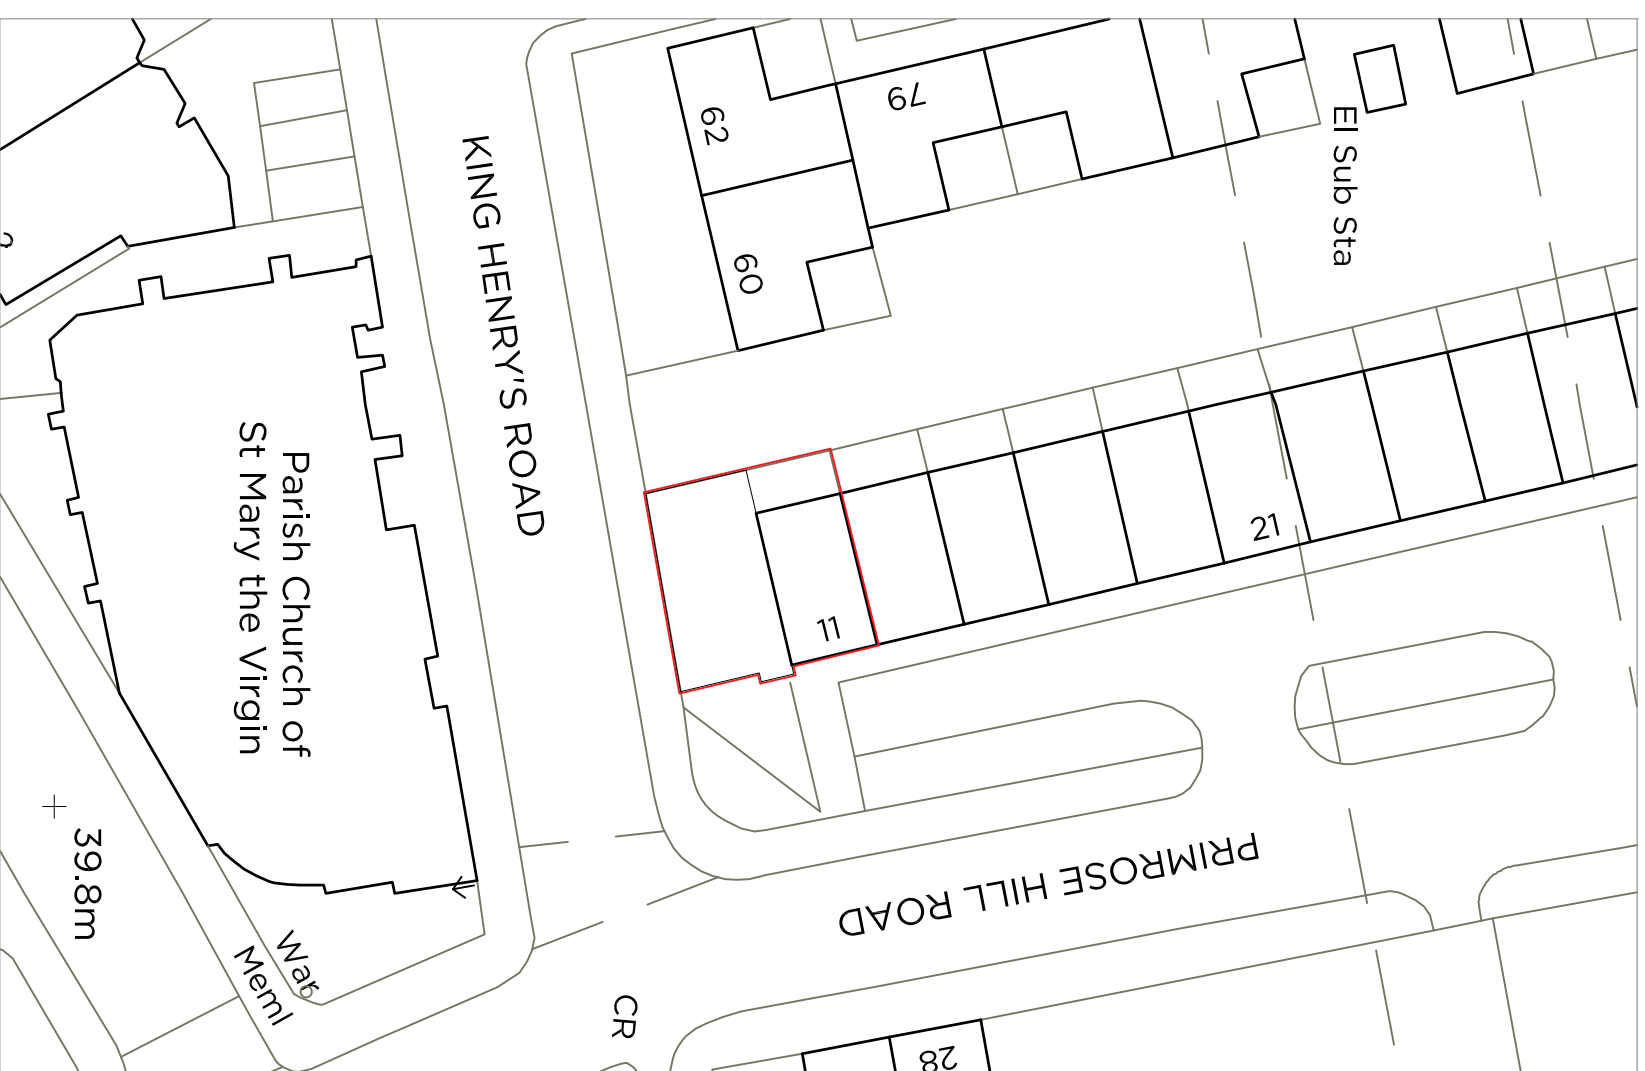 62
79
60
El Sub Sta
KING HENRY'S ROAD
Parish Church of
St Mary the Virgin
21
11
39.8m
PRIMROSE HILL ROAD
War
Meml
CR
28